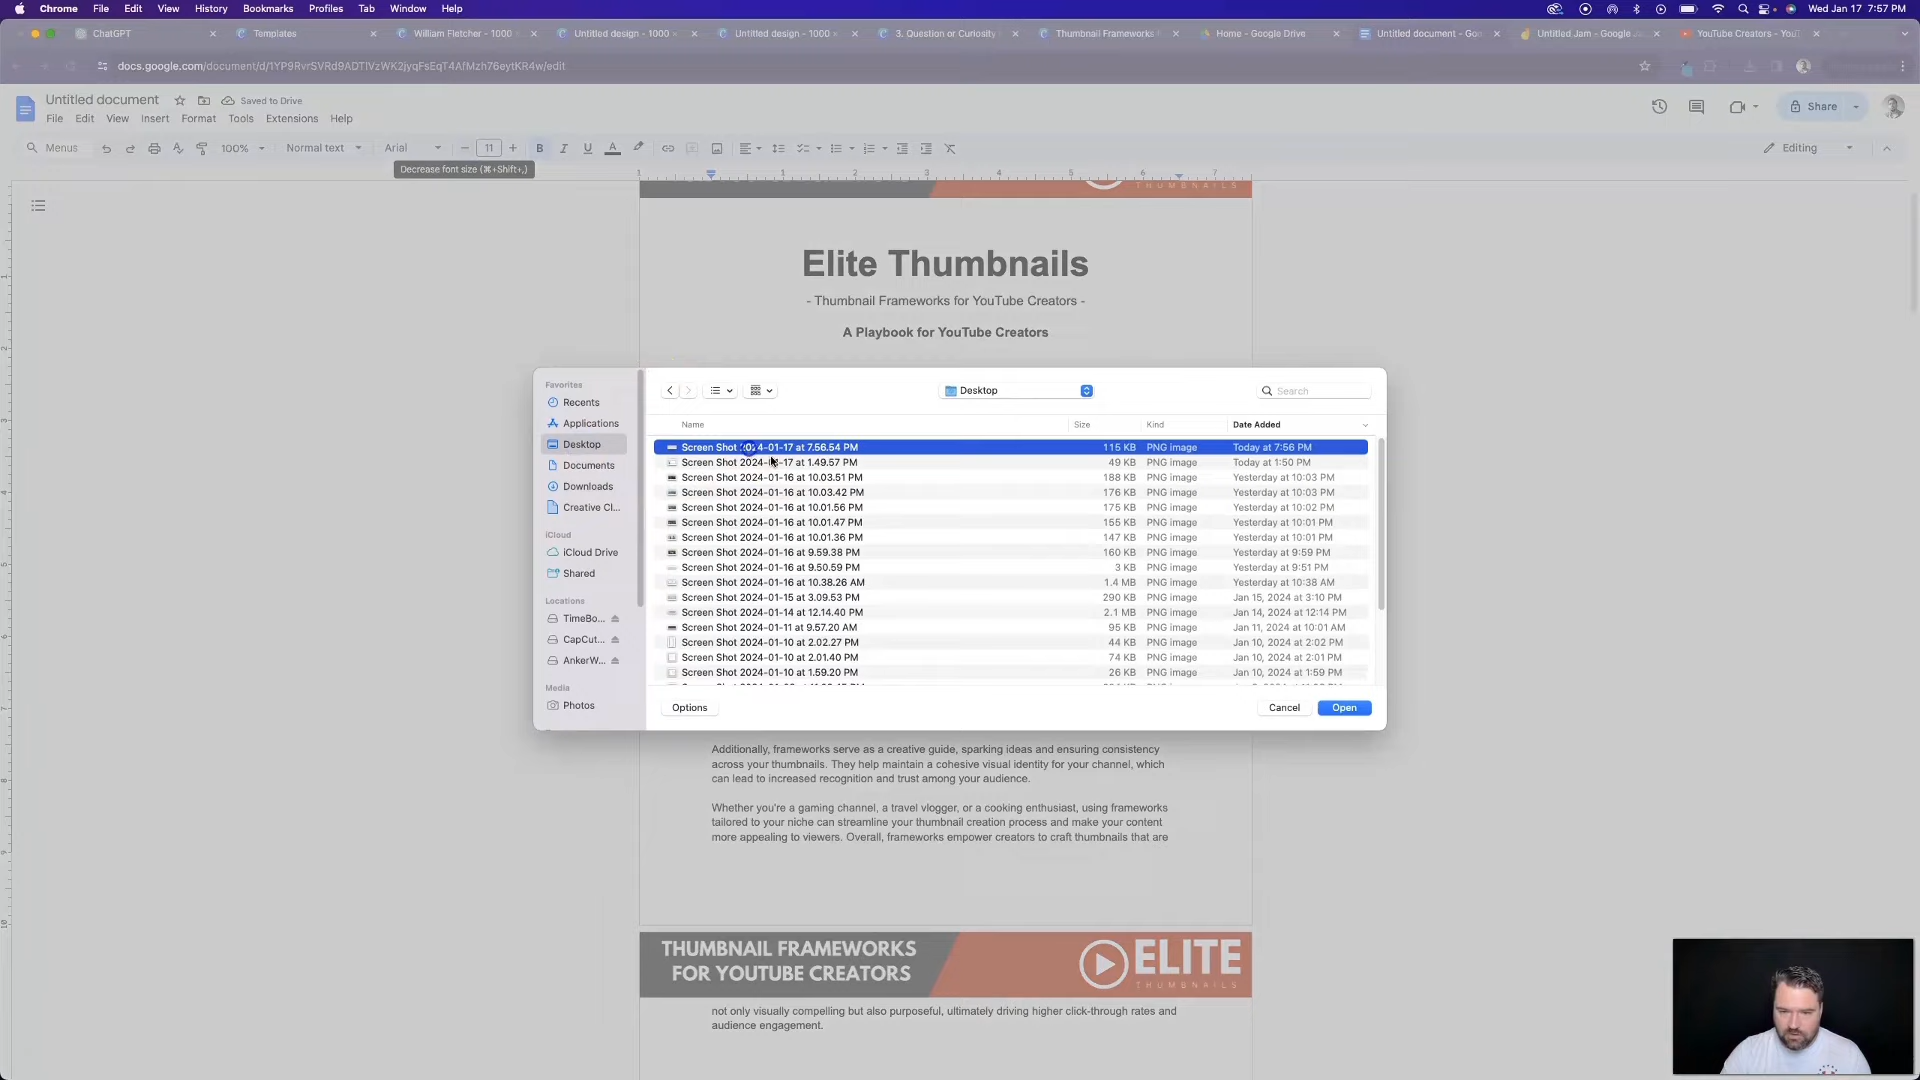 Chrome File Edit View History Bookmarks Profiles Tab Window Help Wed Jan 17 7:57 PM
ChatGPT Templates William Fletcher - 1000 Untitled design - 1000 Untitled design - 1000 3. Question or Curiosity Thumbnail Frameworks Home - Google Drive Untitled document - Goo Untitled Jam - Google YouTube Creators - YouT
docs.google.com/document/d/1YP9RvrSVRd9ADTlVzWK2jyqFsEqT4AfMzh76eytKR4w/edit
Untitled document Saved to Drive
File Edit View Insert Format Tools Extensions Help
Share
Menus 100% Normal text Arial 11 B I U A Editing
Decrease font size (⌘+Shift+,)
1 1 2 3 4 5 6 7
THUMBNAILS
Elite Thumbnails
- Thumbnail Frameworks for YouTube Creators -
A Playbook for YouTube Creators
Favorites
Recents
Applications
Desktop
Documents
Downloads
Creative Cl...
iCloud
iCloud Drive
Shared
Locations
TimeBo...
CapCut...
AnkerW...
Media
Photos
Desktop Search
Name Size Kind Date Added
Screen Shot 2024-01-17 at 7.56.54 PM 115 KB PNG image Today at 7:56 PM
Screen Shot 2024-01-17 at 1.49.57 PM 49 KB PNG image Today at 1:50 PM
Screen Shot 2024-01-16 at 10.03.51 PM 188 KB PNG image Yesterday at 10:03 PM
Screen Shot 2024-01-16 at 10.03.42 PM 176 KB PNG image Yesterday at 10:03 PM
Screen Shot 2024-01-16 at 10.01.56 PM 175 KB PNG image Yesterday at 10:02 PM
Screen Shot 2024-01-16 at 10.01.47 PM 155 KB PNG image Yesterday at 10:01 PM
Screen Shot 2024-01-16 at 10.01.36 PM 147 KB PNG image Yesterday at 10:01 PM
Screen Shot 2024-01-16 at 9.59.38 PM 160 KB PNG image Yesterday at 9:59 PM
Screen Shot 2024-01-16 at 9.50.59 PM 3 KB PNG image Yesterday at 9:51 PM
Screen Shot 2024-01-16 at 10.38.26 AM 1.4 MB PNG image Yesterday at 10:38 AM
Screen Shot 2024-01-15 at 3.09.53 PM 290 KB PNG image Jan 15, 2024 at 3:10 PM
Screen Shot 2024-01-14 at 12.14.40 PM 2.1 MB PNG image Jan 14, 2024 at 12:14 PM
Screen Shot 2024-01-11 at 9.57.20 AM 95 KB PNG image Jan 11, 2024 at 10:01 AM
Screen Shot 2024-01-10 at 2.02.27 PM 44 KB PNG image Jan 10, 2024 at 2:02 PM
Screen Shot 2024-01-10 at 2.01.40 PM 74 KB PNG image Jan 10, 2024 at 2:01 PM
Screen Shot 2024-01-10 at 1.59.20 PM 26 KB PNG image Jan 10, 2024 at 1:59 PM
Options Cancel Open
Additionally, frameworks serve as a creative guide, sparking ideas and ensuring consistency
across your thumbnails. They help maintain a cohesive visual identity for your channel, which
can lead to increased recognition and trust among your audience.
Whether you're a gaming channel, a travel vlogger, or a cooking enthusiast, using frameworks
tailored to your niche can streamline your thumbnail creation process and make your content
more appealing to viewers. Overall, frameworks empower creators to craft thumbnails that are
THUMBNAIL FRAMEWORKS
FOR YOUTUBE CREATORS
ELITE
THUMBNAILS
not only visually compelling but also purposeful, ultimately driving higher click-through rates and
audience engagement.